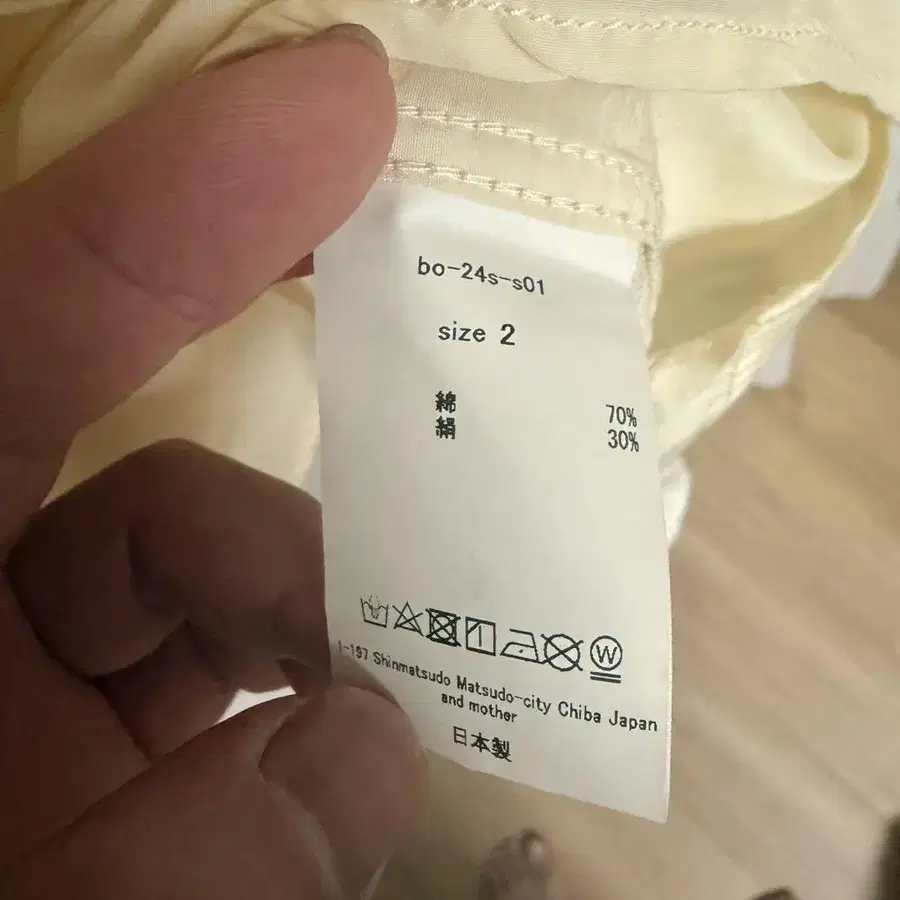 bo-24s-s01
size 2
綿 70%
絹 30%
W
1-197 Shinmatsudo Matsudo-city Chiba Japan
and mother
日本製